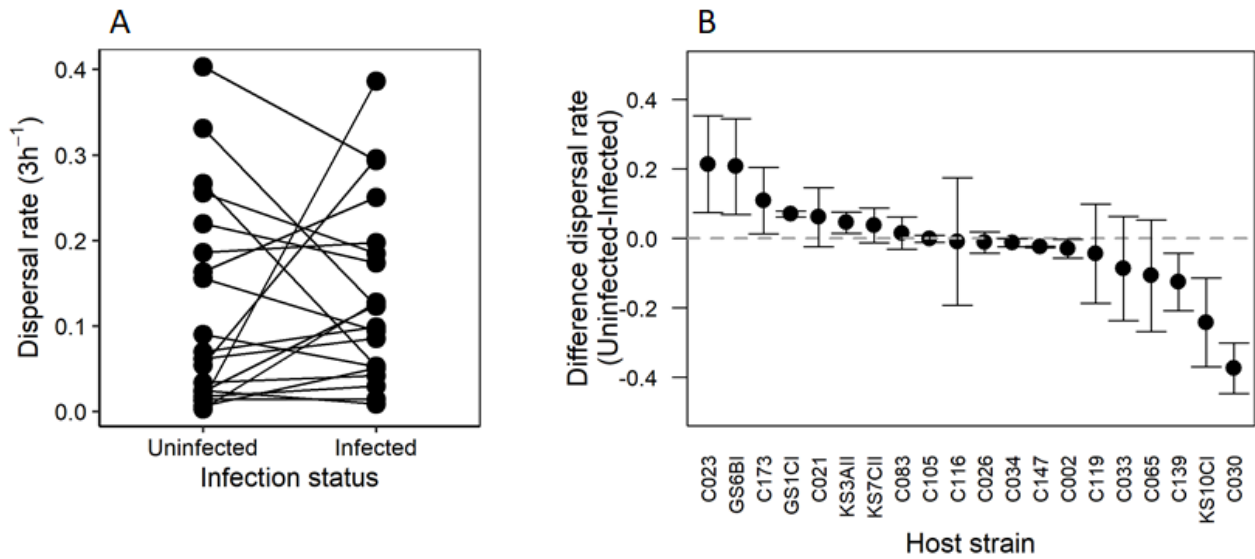 A
Dispersal rate (3h⁻¹)
0.4
0.3
0.2
0.1
0.0
Uninfected
Infected
Infection status
B
Difference dispersal rate
(Uninfected-Infected)
0.4
0.2
0.0
-0.2
-0.4
C023
GS6BI
C173
GS1CI
C021
KS3AII
KS7CII
C083
C105
C116
C026
C034
C147
C002
C119
C033
C065
C139
KS10CI
C030
Host strain